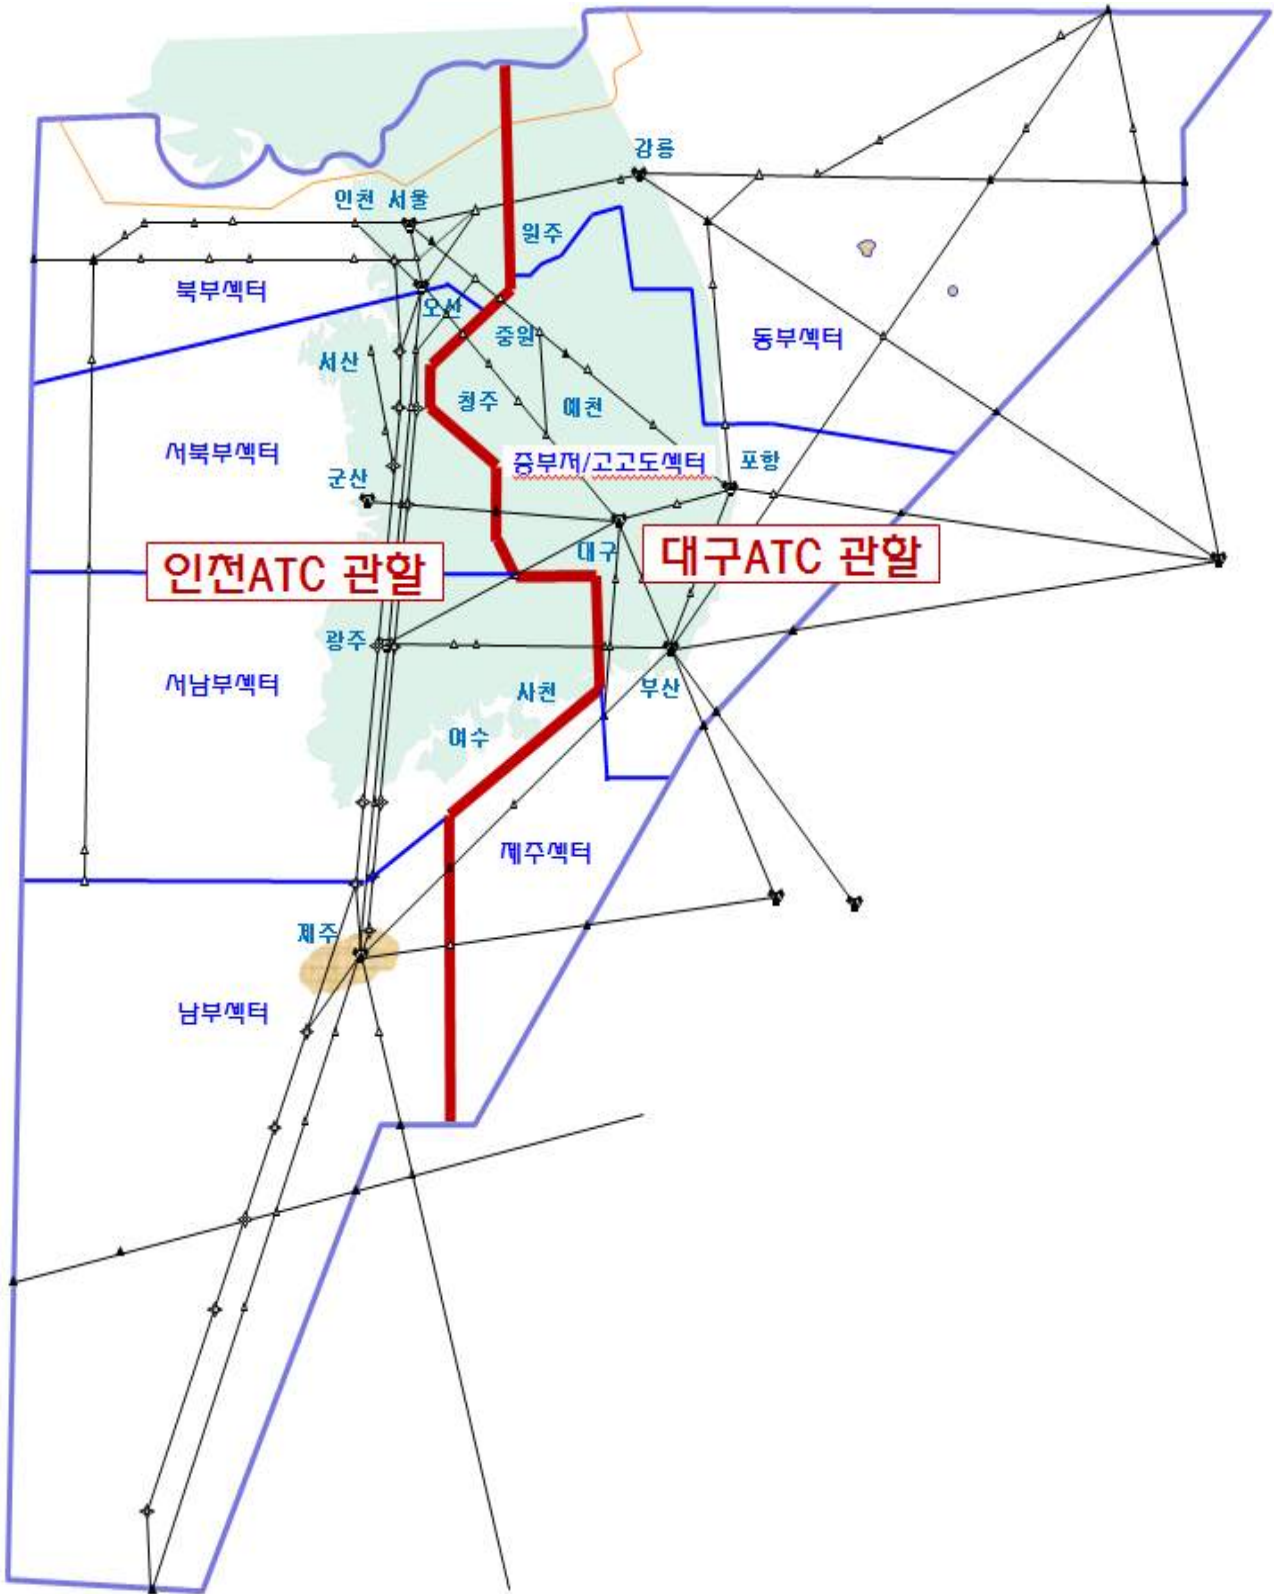 강릉
인천 서울
원주
북부섹터
오산
중원
동부섹터
서산
청주
예천
서북부섹터
중부저/고고도섹터
포항
군산
인천ATC 관할
대구
대구ATC 관할
광주
서남부섹터
사천
부산
여수
제주섹터
제주
남부섹터